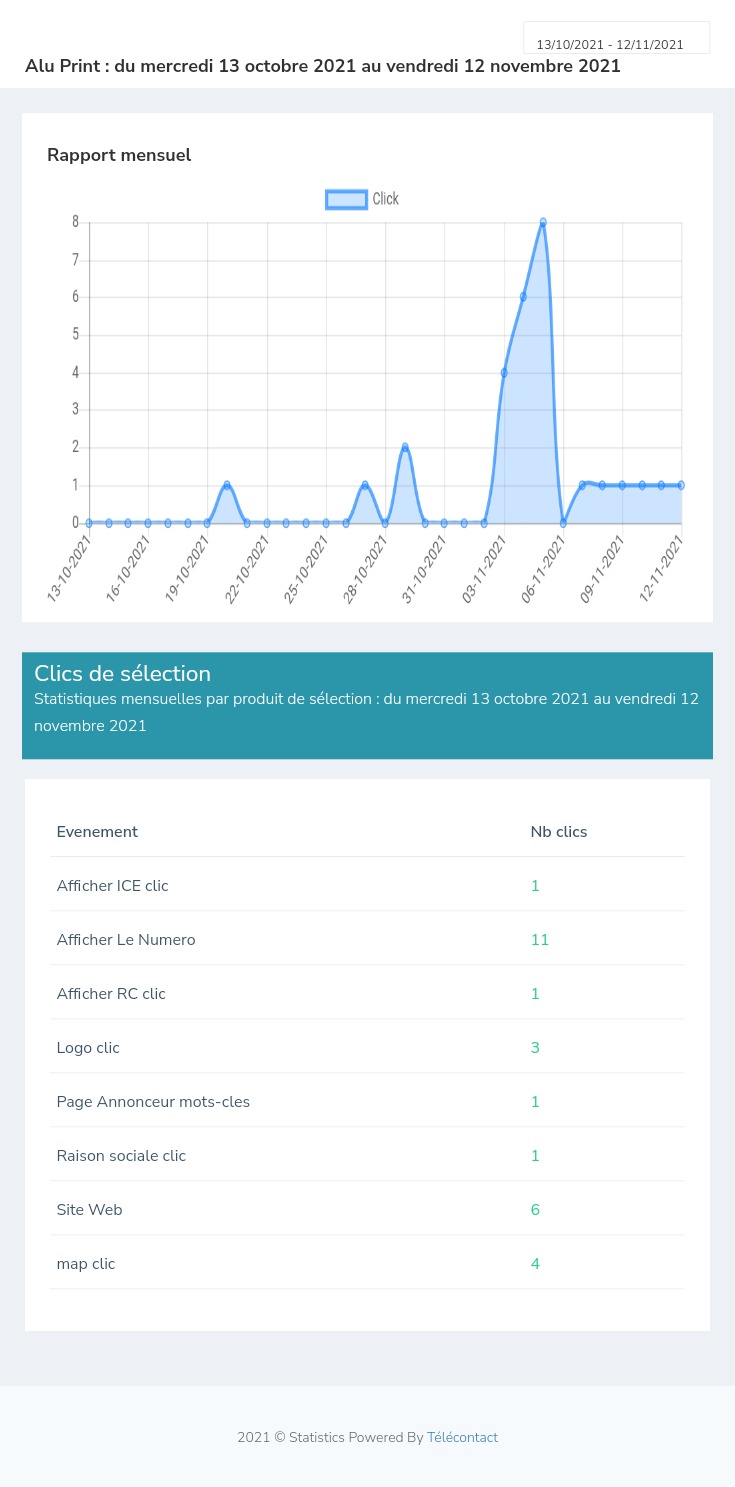 13/10/2021 - 12/11/2021
Alu Print : du mercredi 13 octobre 2021 au vendredi 12 novembre 2021
Rapport mensuel
Click
8
7
6
5
4
3
2
1
0
13-10-2021
16-10-2021
19-10-2021
22-10-2021
25-10-2021
28-10-2021
31-10-2021
03-11-2021
06-11-2021
09-11-2021
12-11-2021
Clics de sélection
Statistiques mensuelles par produit de sélection : du mercredi 13 octobre 2021 au vendredi 12
novembre 2021
Evenement Nb clics
Afficher ICE clic 1
Afficher Le Numero 11
Afficher RC clic 1
Logo clic 3
Page Annonceur mots-cles 1
Raison sociale clic 1
Site Web 6
map clic 4
2021 © Statistics Powered By Télécontact